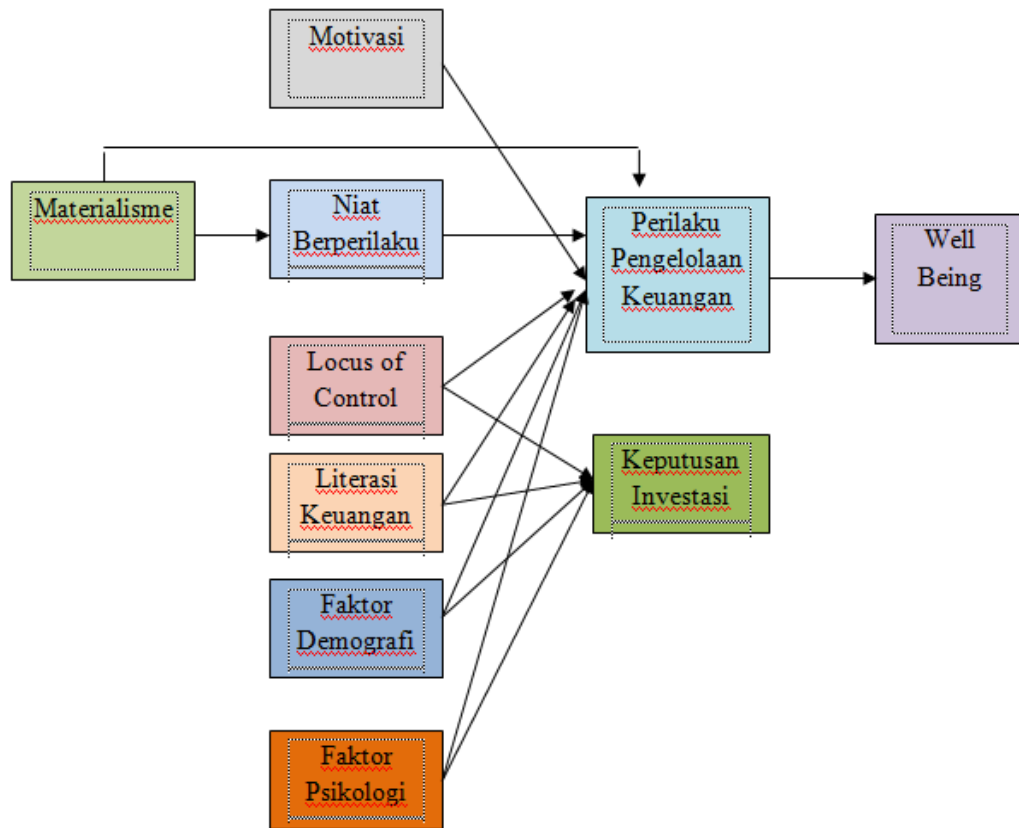 Motivasi
Materialisme
Niat
Berperilaku
Perilaku
Pengelolaan
Keuangan
Well
Being
Locus of
Control
Literasi
Keuangan
Keputusan
Investasi
Faktor
Demografi
Faktor
Psikologi